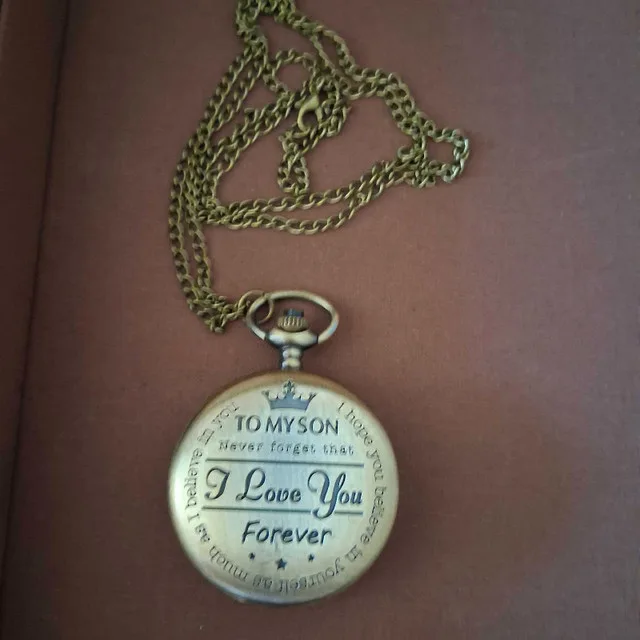 TO MY SON
Never forget that
I Love You
Forever
I hope you believe in yourself as much as I believe in you